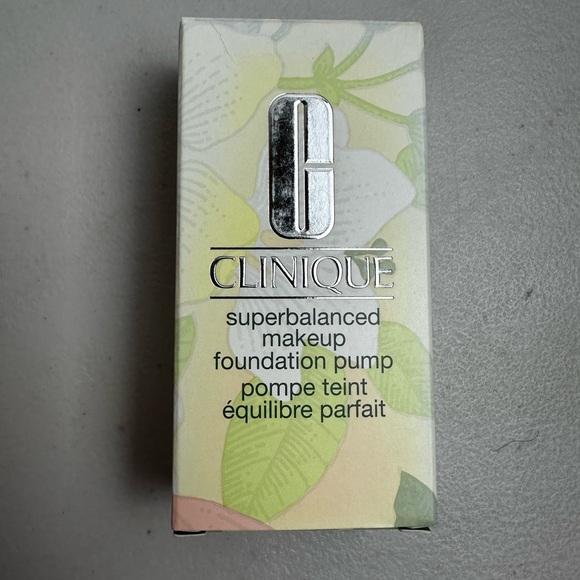 CLINIQUE
superbalanced
makeup
foundation pump
pompe teint
équilibre parfait